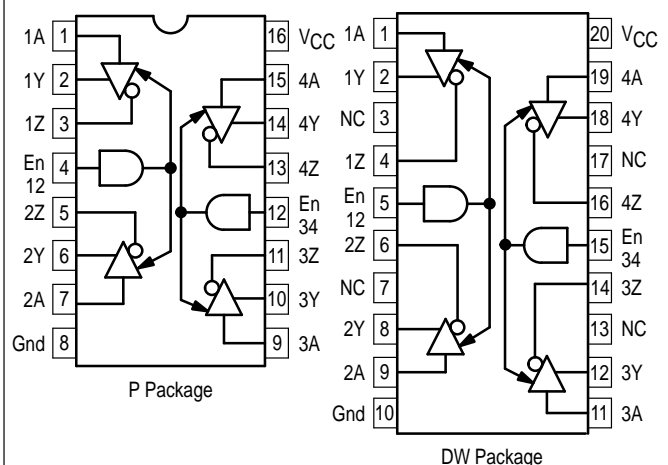 1A 1
1Y 2
1Z 3
En 12 4
2Z 5
2Y 6
2A 7
Gnd 8
16 VCC
15 4A
14 4Y
13 4Z
12 En 34
11 3Z
10 3Y
9 3A
P Package
1A 1
1Y 2
NC 3
1Z 4
En 12 5
2Z 6
NC 7
2Y 8
2A 9
Gnd 10
20 VCC
19 4A
18 4Y
17 NC
16 4Z
15 En 34
14 3Z
13 NC
12 3Y
11 3A
DW Package